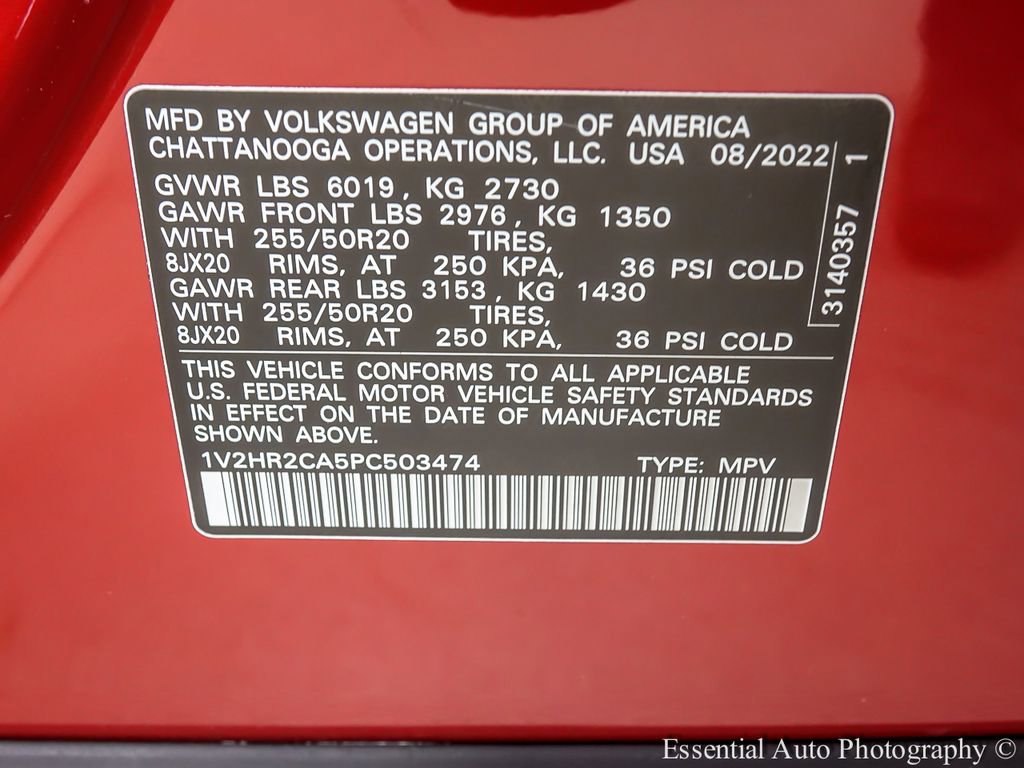 MFD BY VOLKSWAGEN GROUP OF AMERICA
CHATTANOOGA OPERATIONS, LLC. USA 08/2022
GVWR LBS 6019, KG 2730
GAWR FRONT LBS 2976, KG 1350
WITH 255/50R20 TIRES,
8JX20 RIMS, AT 250 KPA, 36 PSI COLD
GAWR REAR LBS 3153, KG 1430
WITH 255/50R20 TIRES,
8JX20 RIMS, AT 250 KPA, 36 PSI COLD
3140357 1
THIS VEHICLE CONFORMS TO ALL APPLICABLE
U.S. FEDERAL MOTOR VEHICLE SAFETY STANDARDS
IN EFFECT ON THE DATE OF MANUFACTURE
SHOWN ABOVE.
1V2HR2CA5PC503474 TYPE: MPV
Essential Auto Photography ©